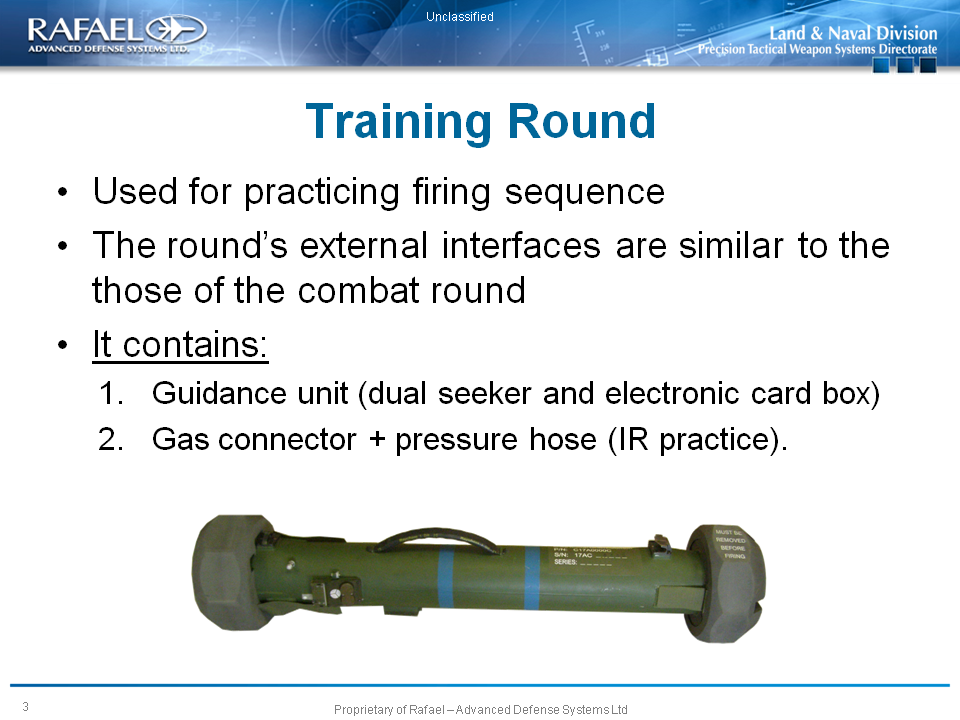 Unclassified
RAFAEL
ADVANCED DEFENSE SYSTEMS LTD.
Land & Naval Division
Precision Tactical Weapon Systems Directorate
Training Round
• Used for practicing firing sequence
• The round’s external interfaces are similar to the
those of the combat round
• It contains:
1. Guidance unit (dual seeker and electronic card box)
2. Gas connector + pressure hose (IR practice).
MUST BE
REMOVED
BEFORE
FIRING
S/N: 17AC _ _ _ _ _
SERIES: _ _ _ _ _
3
Proprietary of Rafael – Advanced Defense Systems Ltd